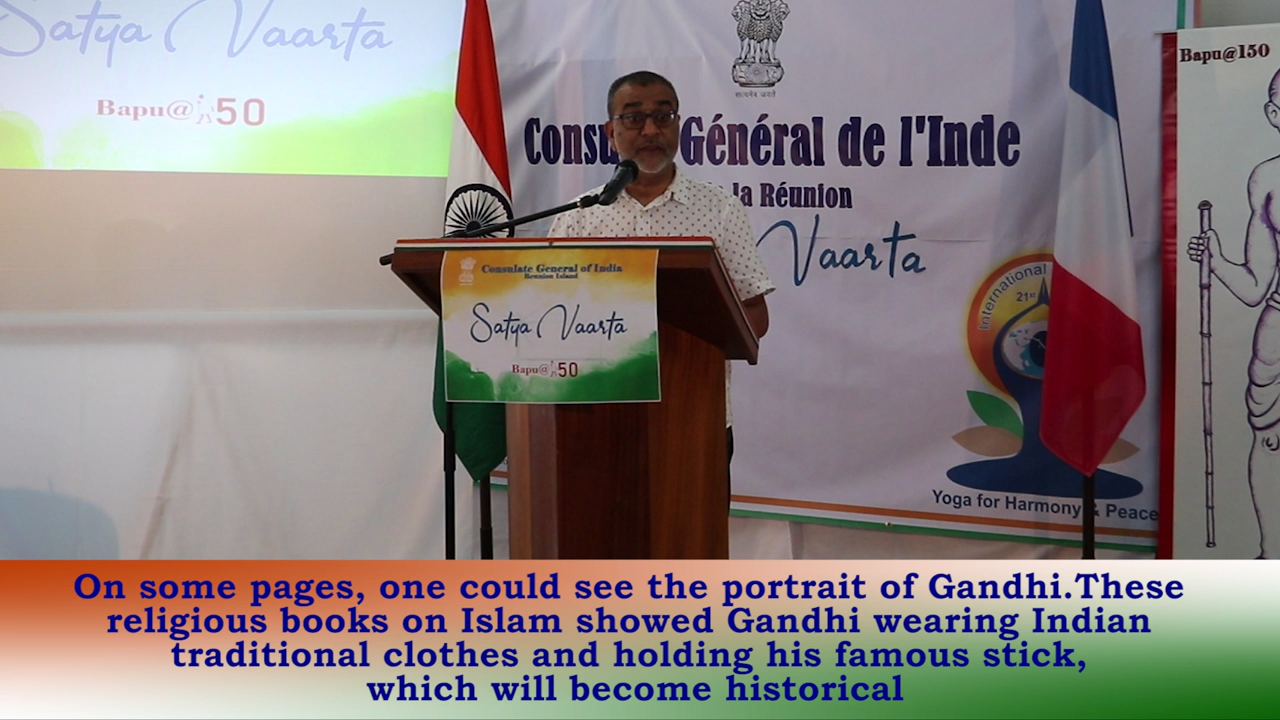 Satya Vaarta
Bapu@150
सत्यमेव जयते
Consu Général de l'Inde
la Réunion
Vaarta
International
21st
Yoga for Harmony & Peace
Bapu@150
Consulate General of India
Reunion Island
Satya Vaarta
Bapu@150
On some pages, one could see the portrait of Gandhi.These
religious books on Islam showed Gandhi wearing Indian
traditional clothes and holding his famous stick,
which will become historical